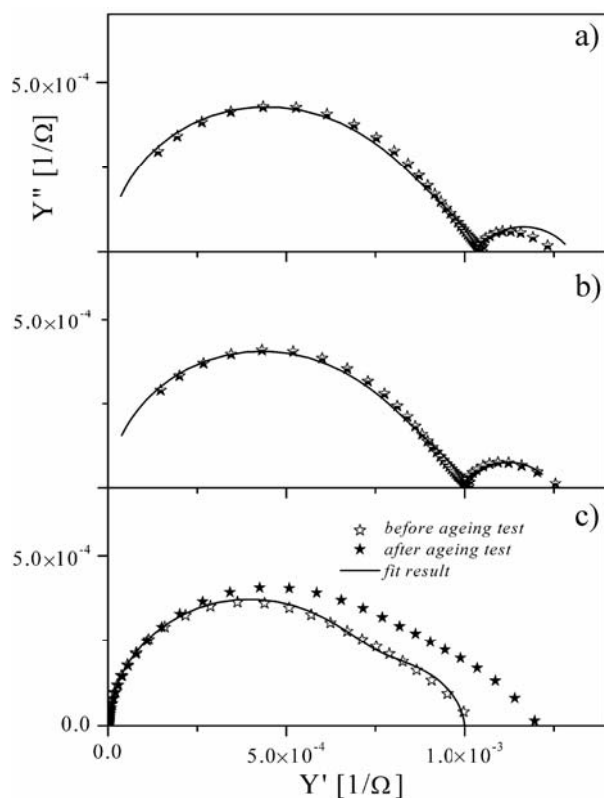 a)
5.0×10⁻⁴
Y'' [1/Ω]
b)
5.0×10⁻⁴
c)
before ageing test
after ageing test
fit result
5.0×10⁻⁴
0.0
0.0 5.0×10⁻⁴ 1.0×10⁻³
Y' [1/Ω]